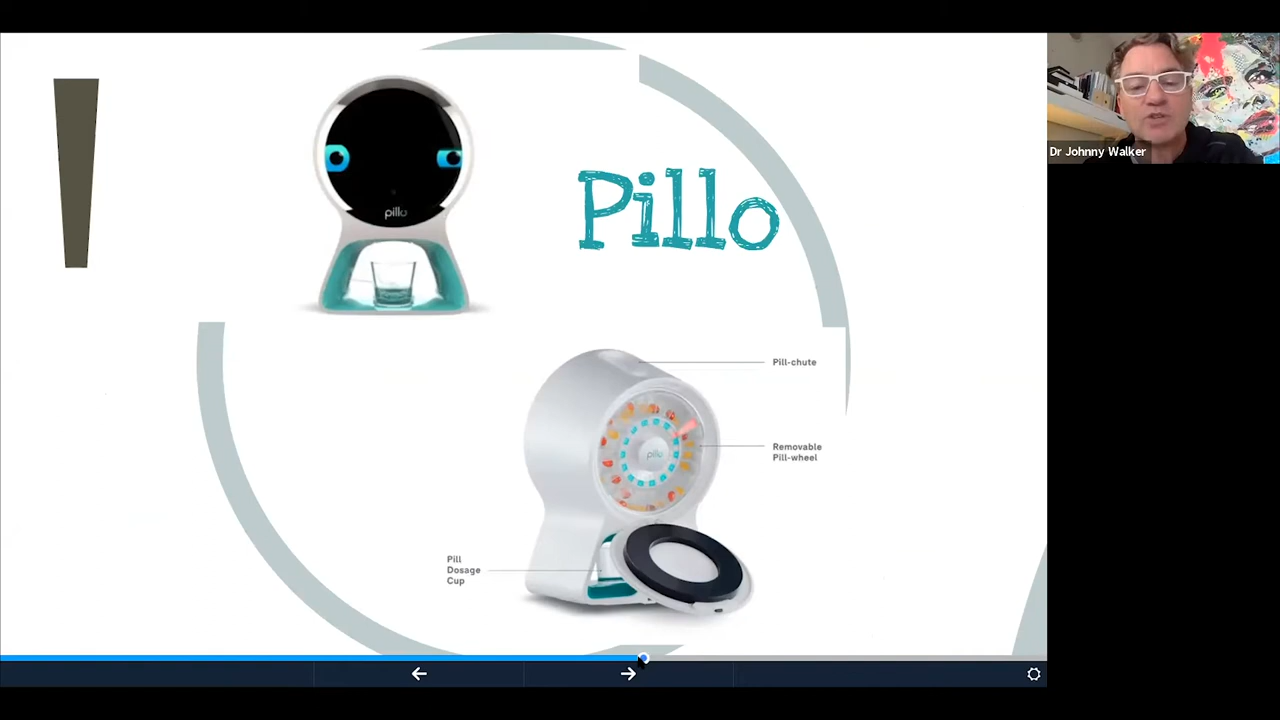 pillo
Pillo
Dr Johnny Walker
Pill-chute
Removable
Pill-wheel
pillo
Pill
Dosage
Cup